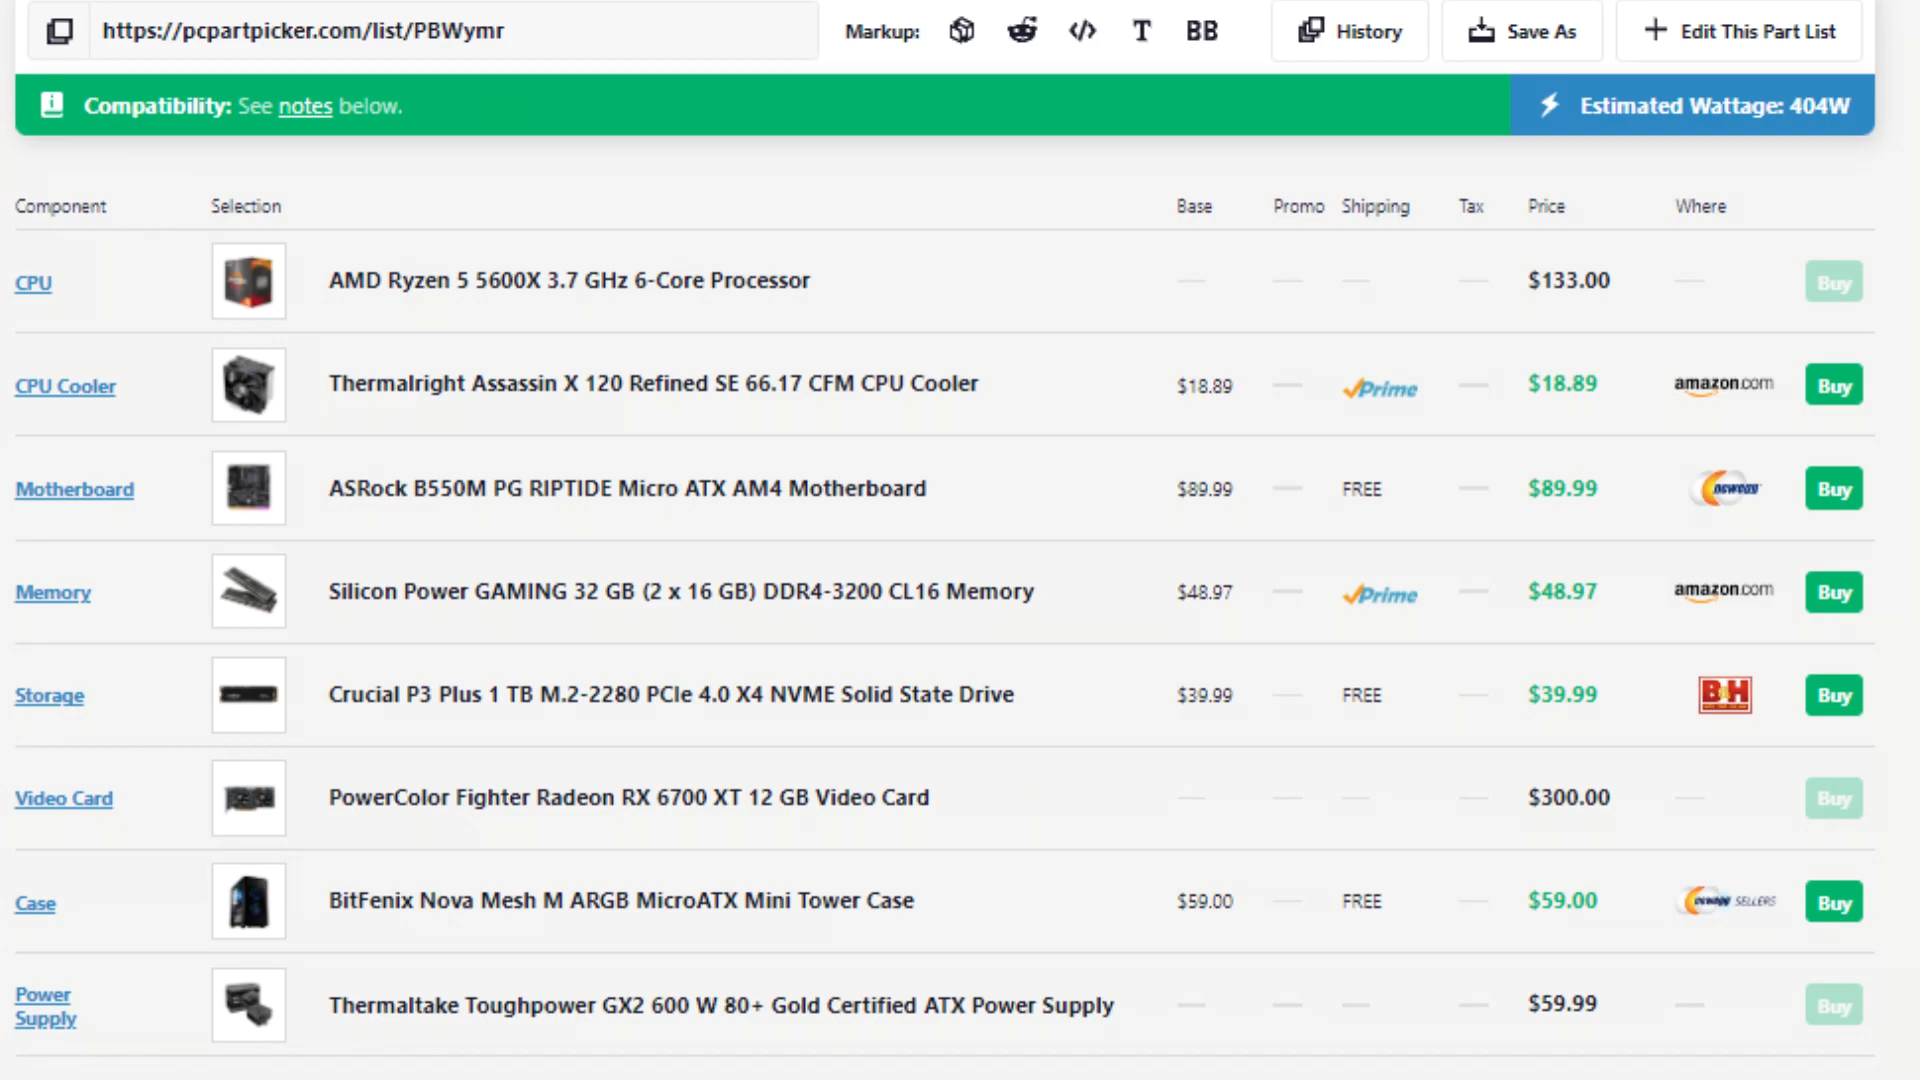 https://pcpartpicker.com/list/PBWymr Markup: T BB History Save As Edit This Part List
Compatibility: See notes below. Estimated Wattage: 404W
Component Selection Base Promo Shipping Tax Price Where
CPU AMD Ryzen 5 5600X 3.7 GHz 6-Core Processor — — — — $133.00 — Buy
CPU Cooler Thermalright Assassin X 120 Refined SE 66.17 CFM CPU Cooler $18.89 — Prime — $18.89 amazon.com Buy
Motherboard ASRock B550M PG RIPTIDE Micro ATX AM4 Motherboard $89.99 — FREE — $89.99 newegg Buy
Memory Silicon Power GAMING 32 GB (2 x 16 GB) DDR4-3200 CL16 Memory $48.97 — Prime — $48.97 amazon.com Buy
Storage Crucial P3 Plus 1 TB M.2-2280 PCIe 4.0 X4 NVME Solid State Drive $39.99 — FREE — $39.99 B&H Buy
Video Card PowerColor Fighter Radeon RX 6700 XT 12 GB Video Card — — — — $300.00 — Buy
Case BitFenix Nova Mesh M ARGB MicroATX Mini Tower Case $59.00 — FREE — $59.00 newegg SELLERS Buy
Power
Supply Thermaltake Toughpower GX2 600 W 80+ Gold Certified ATX Power Supply — — — — $59.99 — Buy